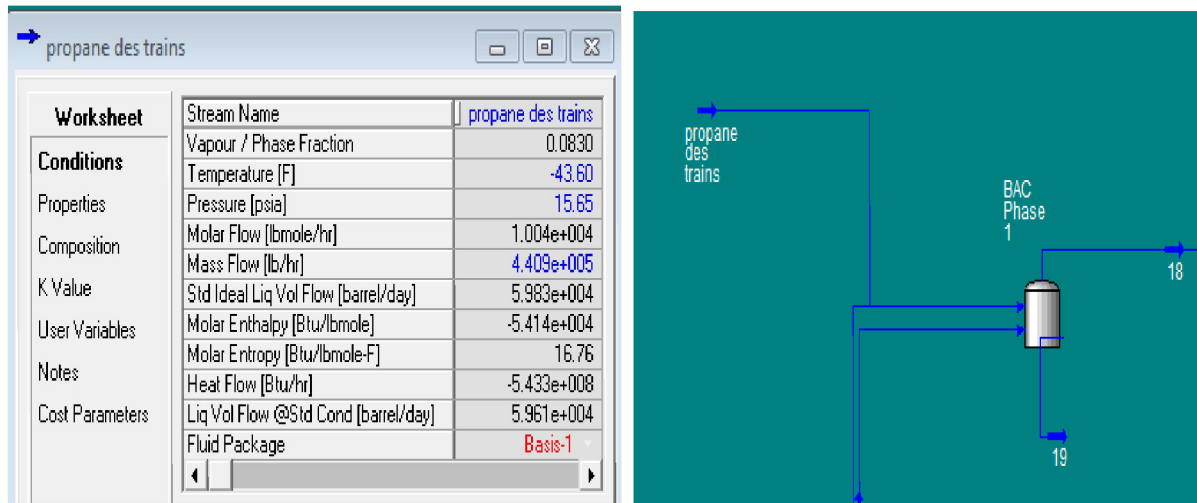 propane des trains
Worksheet
Conditions
Properties
Composition
K Value
User Variables
Notes
Cost Parameters
Stream Name propane des trains
Vapour / Phase Fraction 0.0830
Temperature [F] -43.60
Pressure [psia] 15.65
Molar Flow [lbmole/hr] 1.004e+004
Mass Flow [lb/hr] 4.409e+005
Std Ideal Liq Vol Flow [barrel/day] 5.983e+004
Molar Enthalpy [Btu/lbmole] -5.414e+004
Molar Entropy [Btu/lbmole-F] 16.76
Heat Flow [Btu/hr] -5.433e+008
Liq Vol Flow @Std Cond [barrel/day] 5.961e+004
Fluid Package Basis-1
propane
des
trains
BAC
Phase
1
18
19